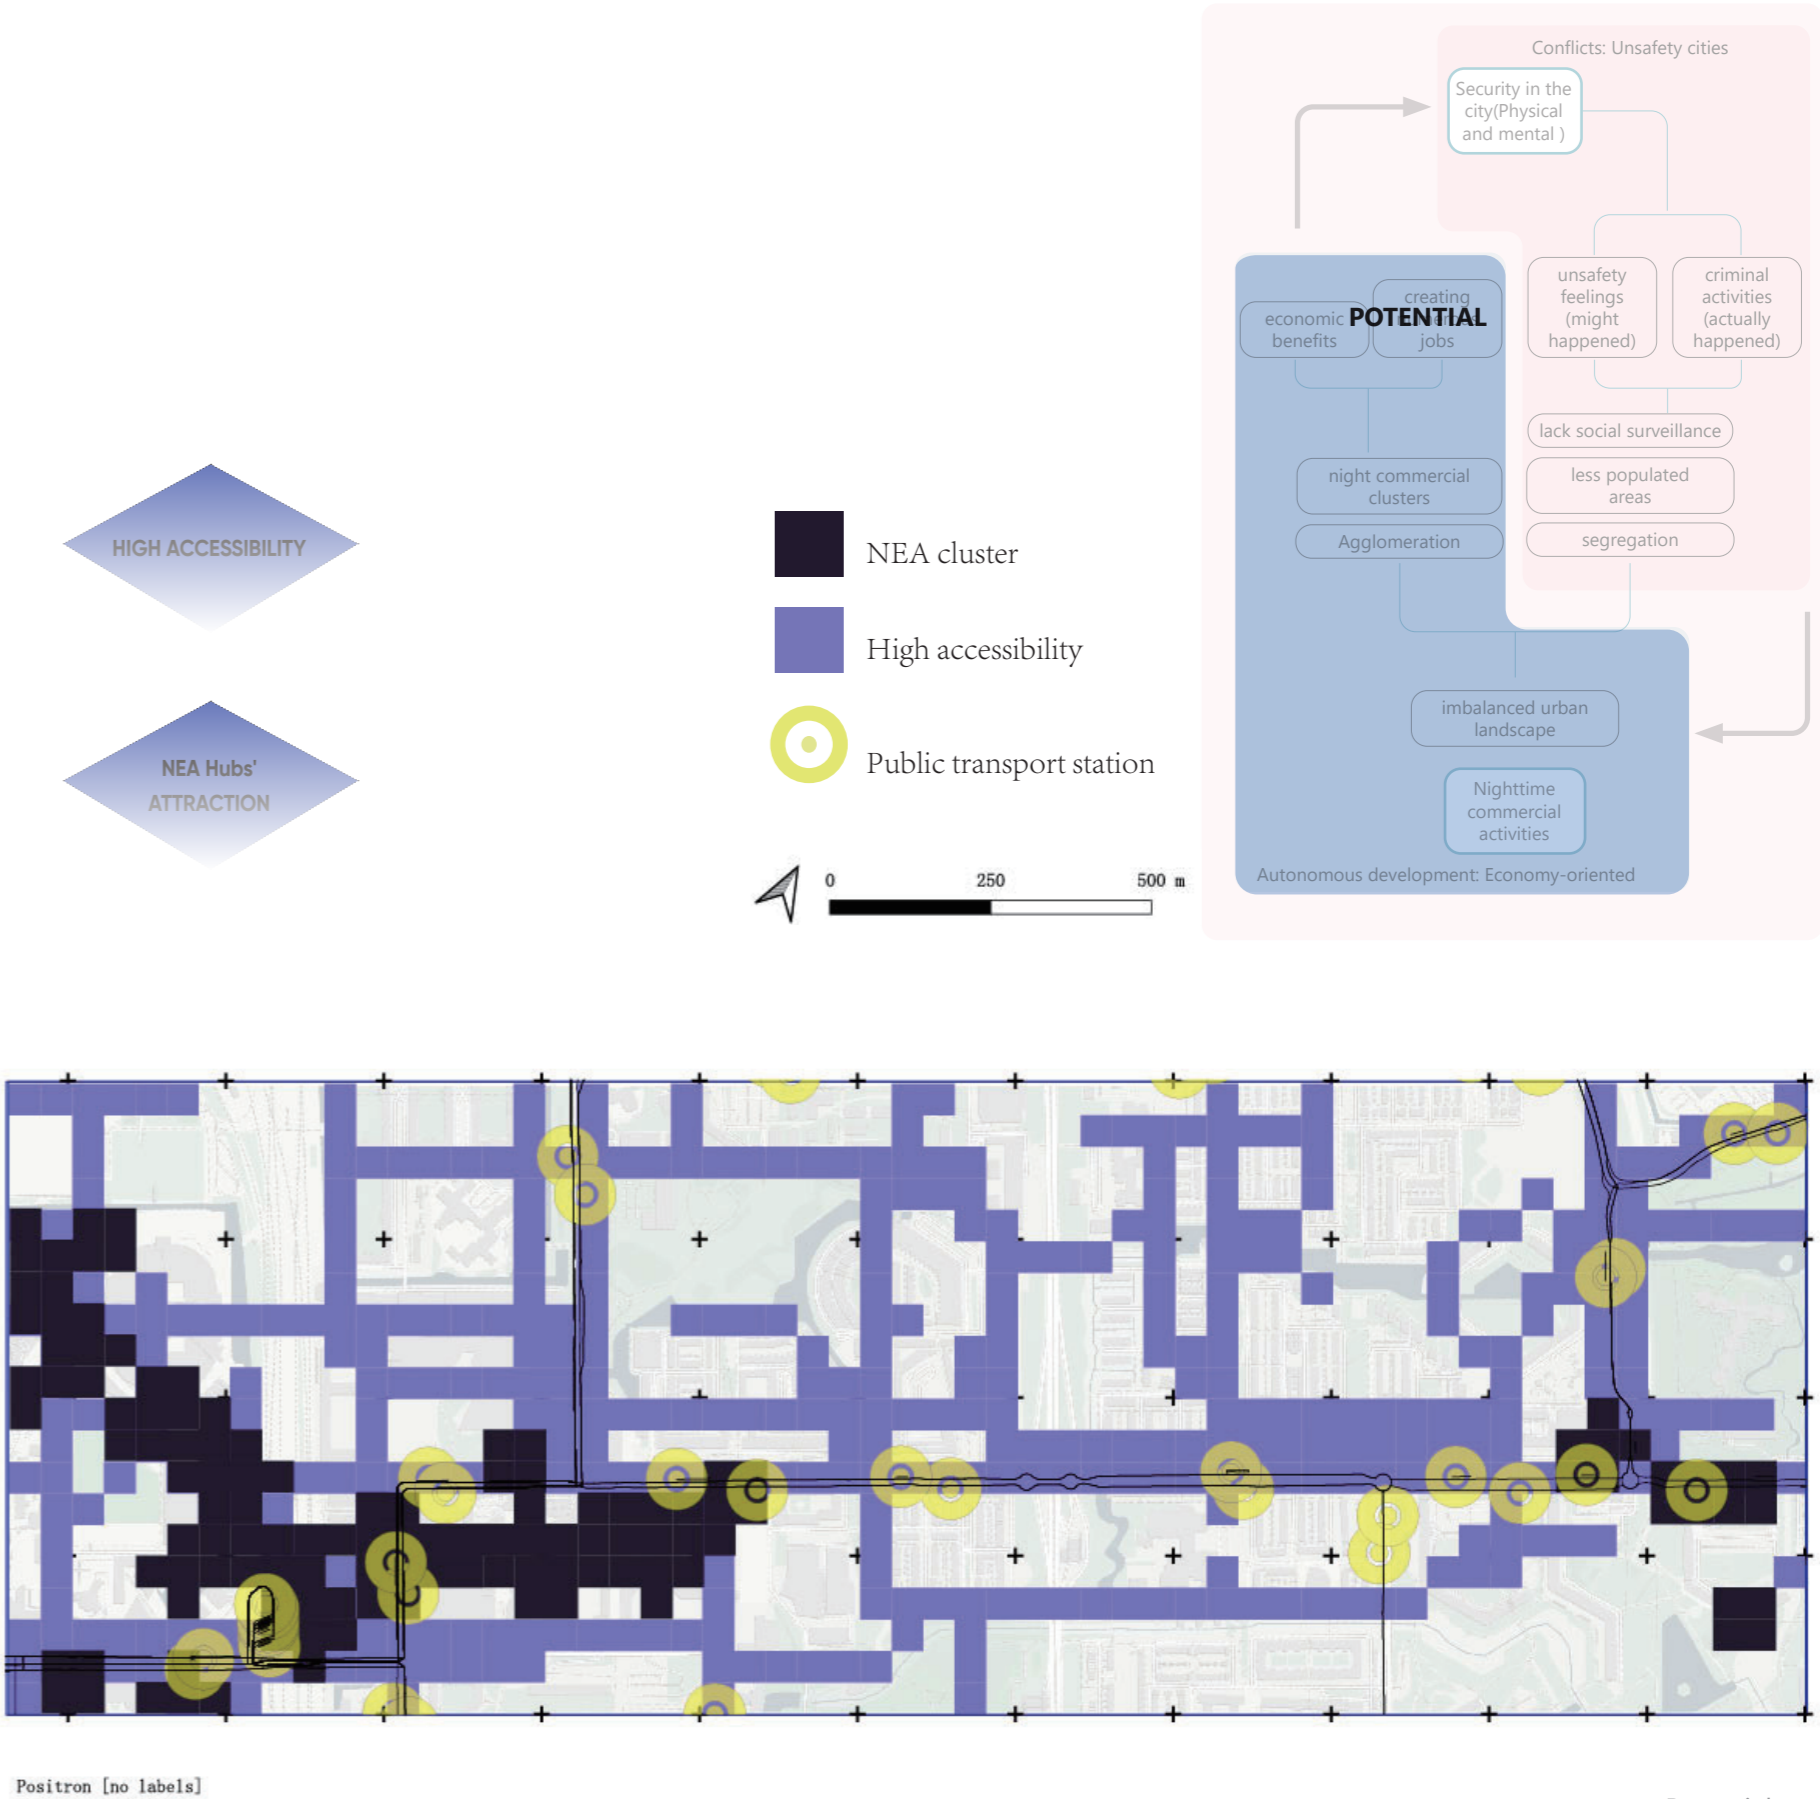 Conflicts: Unsafety cities
Security in the
city(Physical
and mental )
unsafety
feelings
(might
happened)
criminal
activities
(actually
happened)
economic
benefits
creating
jobs
POTENTIAL
lack social surveillance
night commercial
clusters
less populated
areas
Agglomeration
segregation
imbalanced urban
landscape
Nighttime
commercial
activities
Autonomous development: Economy-oriented
HIGH ACCESSIBILITY
NEA Hubs'
ATTRACTION
NEA cluster
High accessibility
Public transport station
0 250 500 m
Positron [no labels]